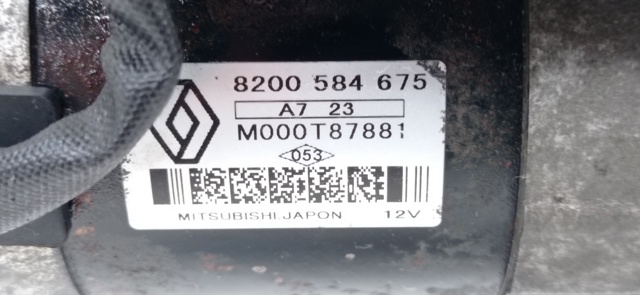 8200 584 675
A7 23
M000T87881
053
MITSUBISHI.JAPON 12V